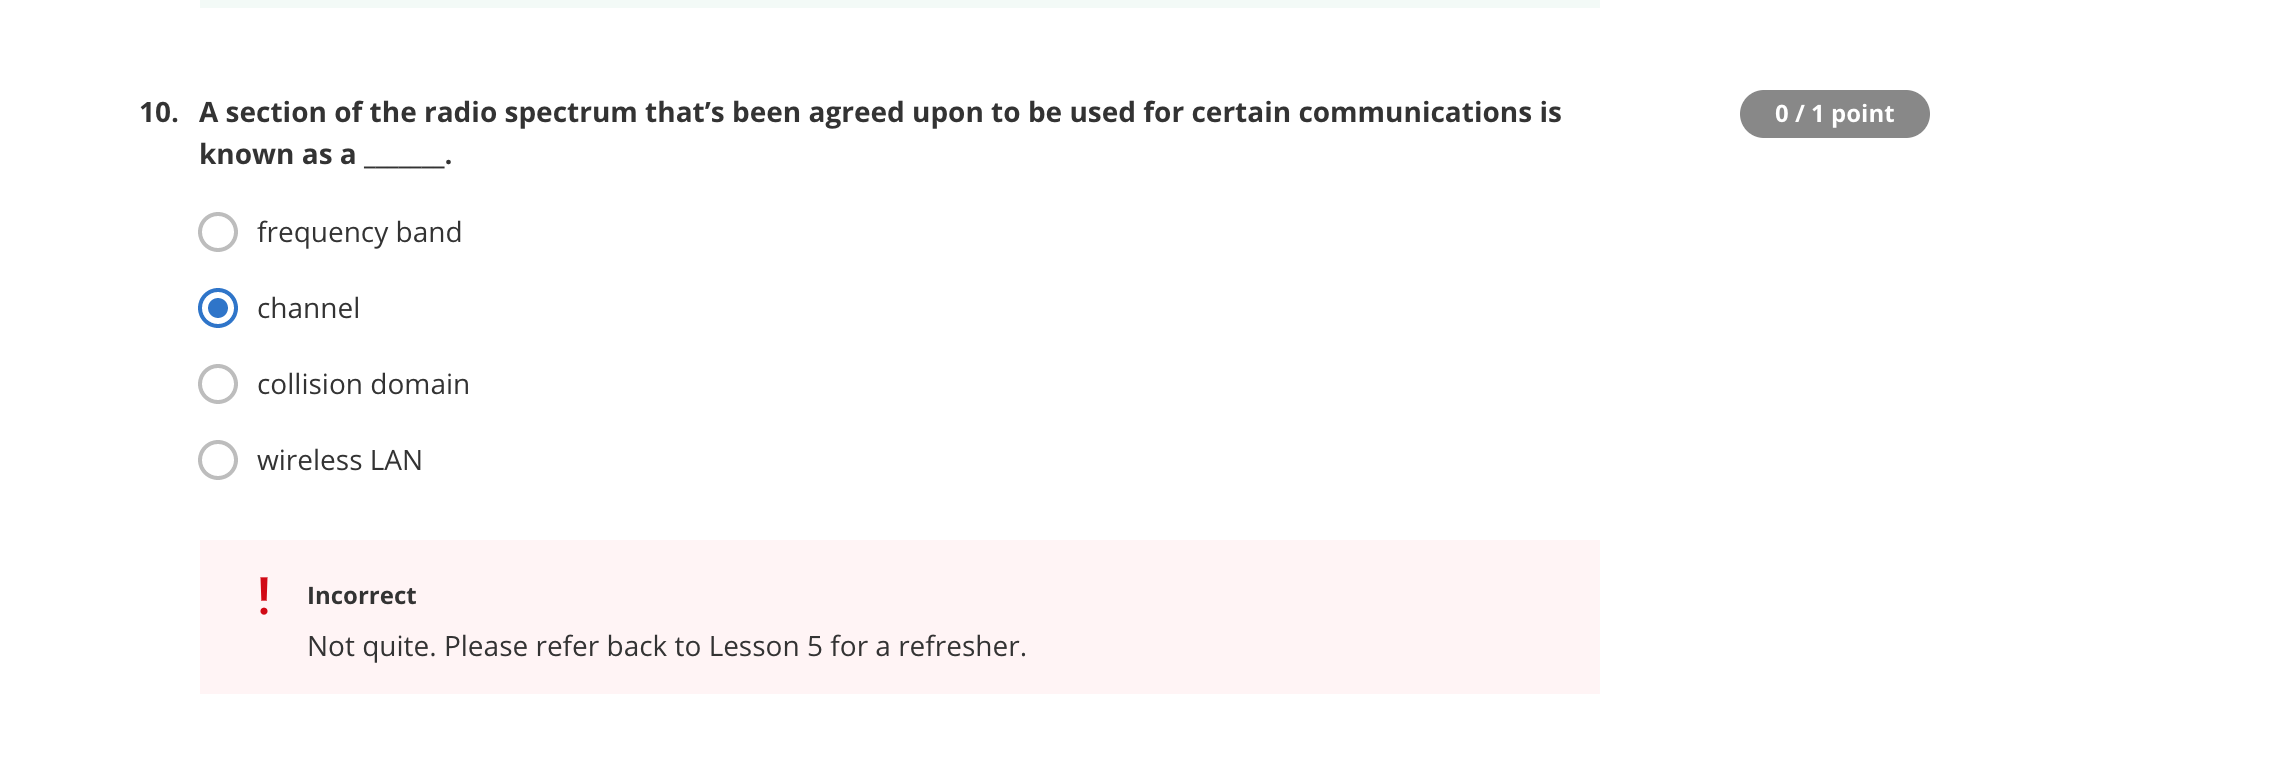 10. A section of the radio spectrum that’s been agreed upon to be used for certain communications is
known as a _______.
0 / 1 point
frequency band
channel
collision domain
wireless LAN
! Incorrect
Not quite. Please refer back to Lesson 5 for a refresher.